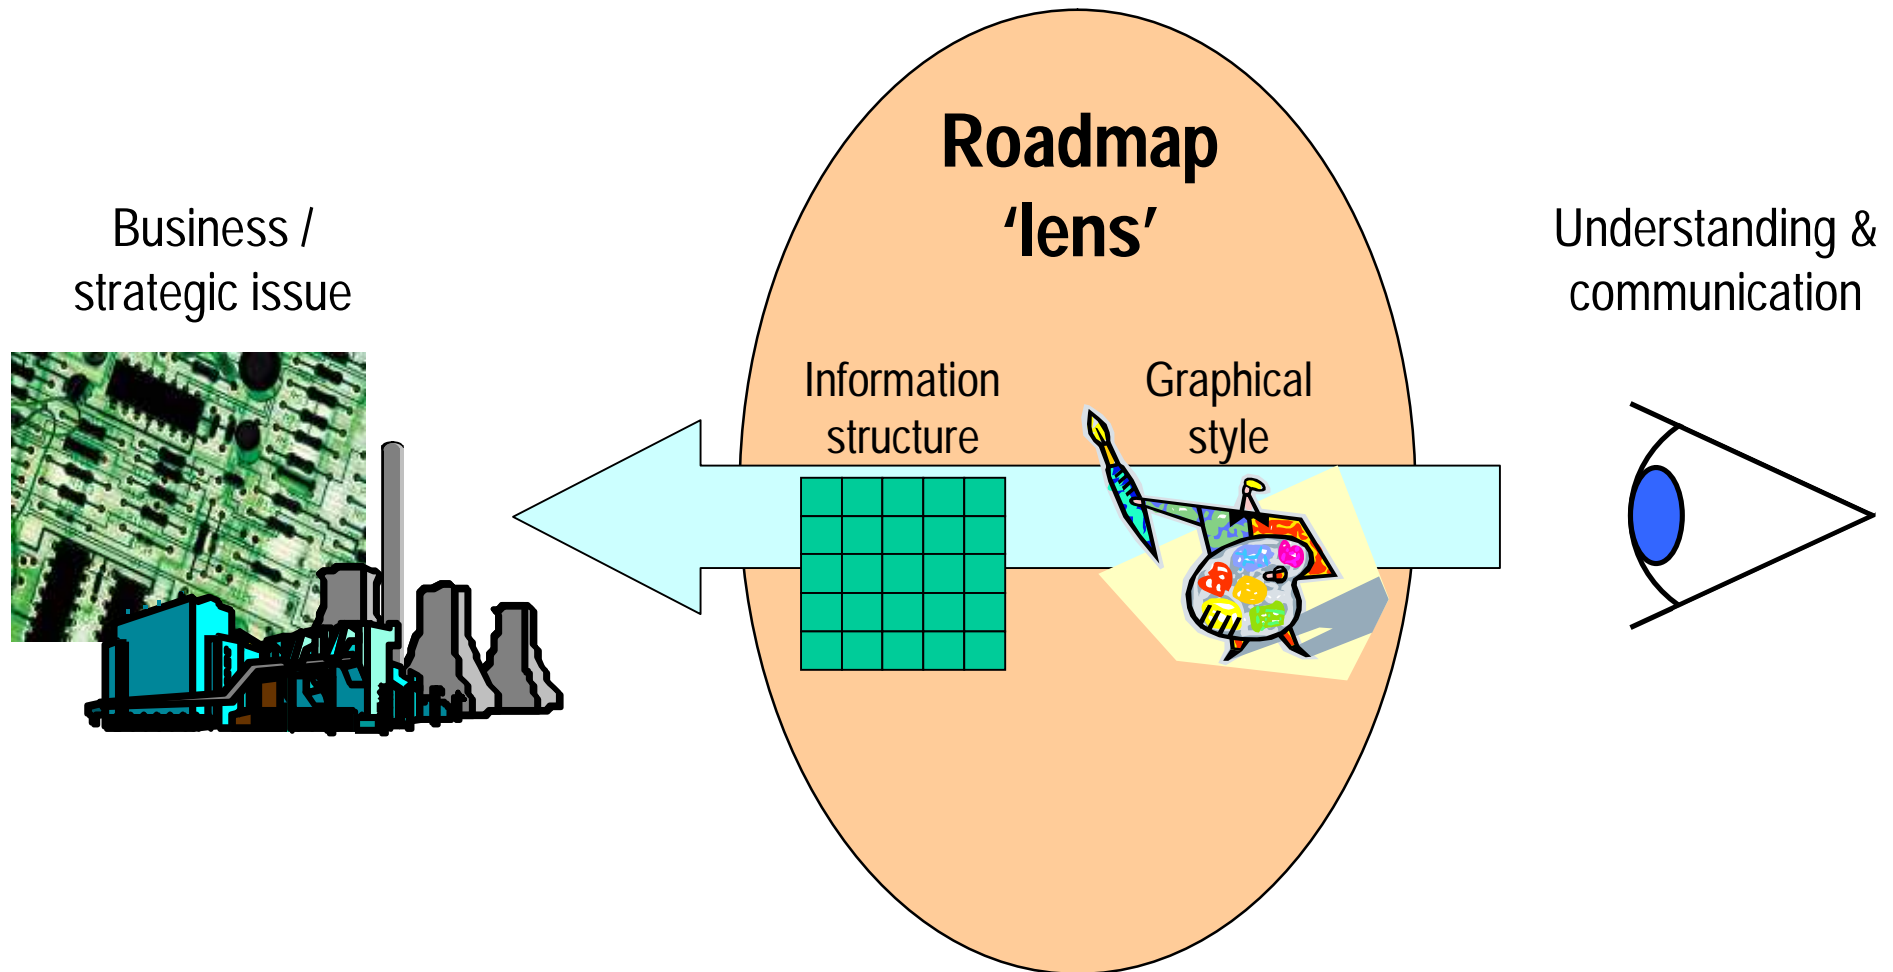 Roadmap
‘lens’
Business /
strategic issue
Understanding &
communication
Information
structure
Graphical
style